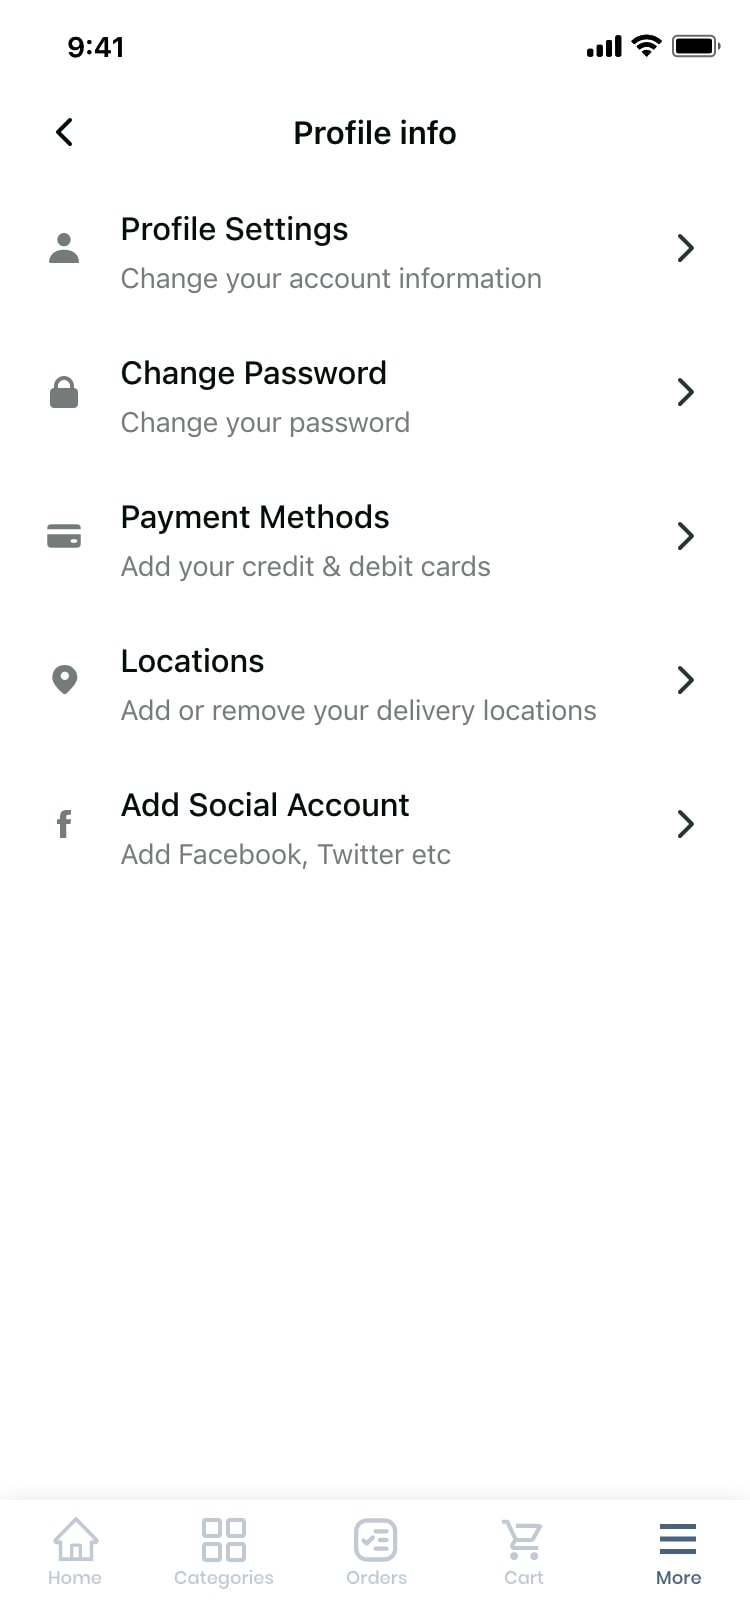 9:41
Profile info
Profile Settings
Change your account information
Change Password
Change your password
Payment Methods
Add your credit & debit cards
Locations
Add or remove your delivery locations
Add Social Account
Add Facebook, Twitter etc
Home Categories Orders Cart More